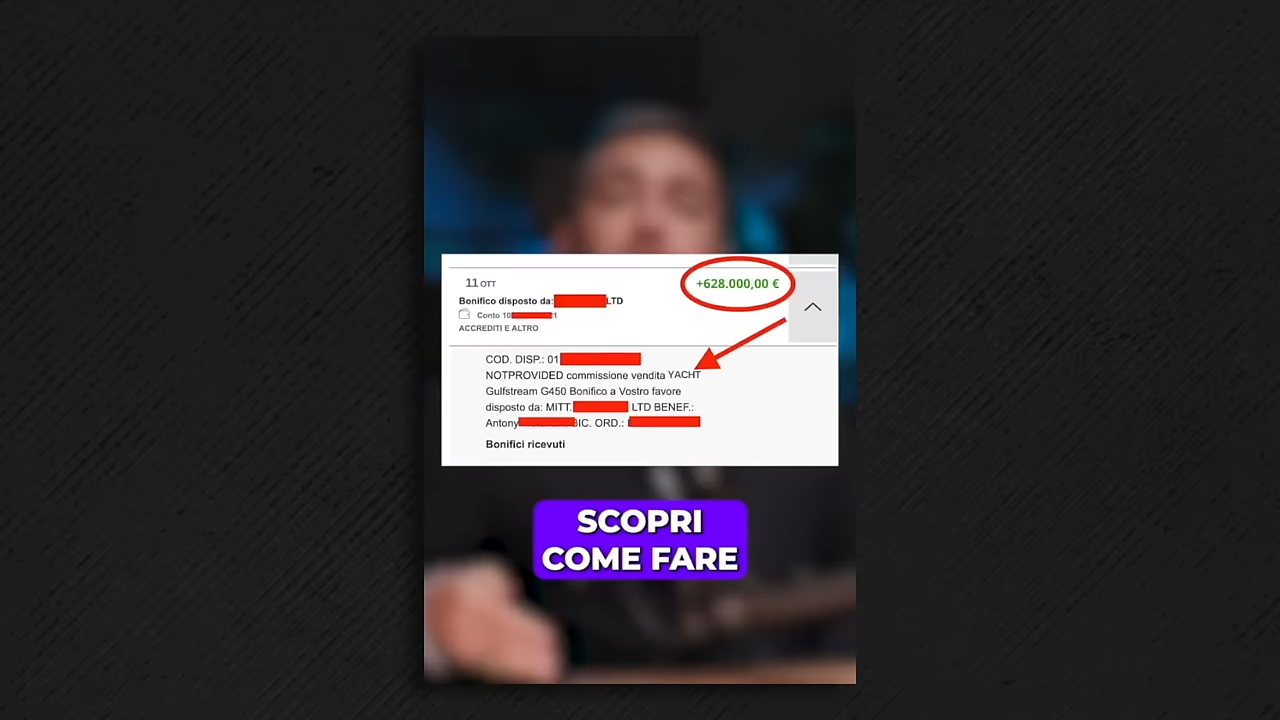 11 OTT
+628.000,00 €
Bonifico disposto da: LTD
Conto 10 1
ACCREDITI E ALTRO
COD. DISP.: 01
NOTPROVIDED commissione vendita YACHT
Gulfstream G450 Bonifico a Vostro favore
disposto da: MITT. LTD BENEF.:
Antony BIC. ORD.:
Bonifici ricevuti
SCOPRI
COME FARE